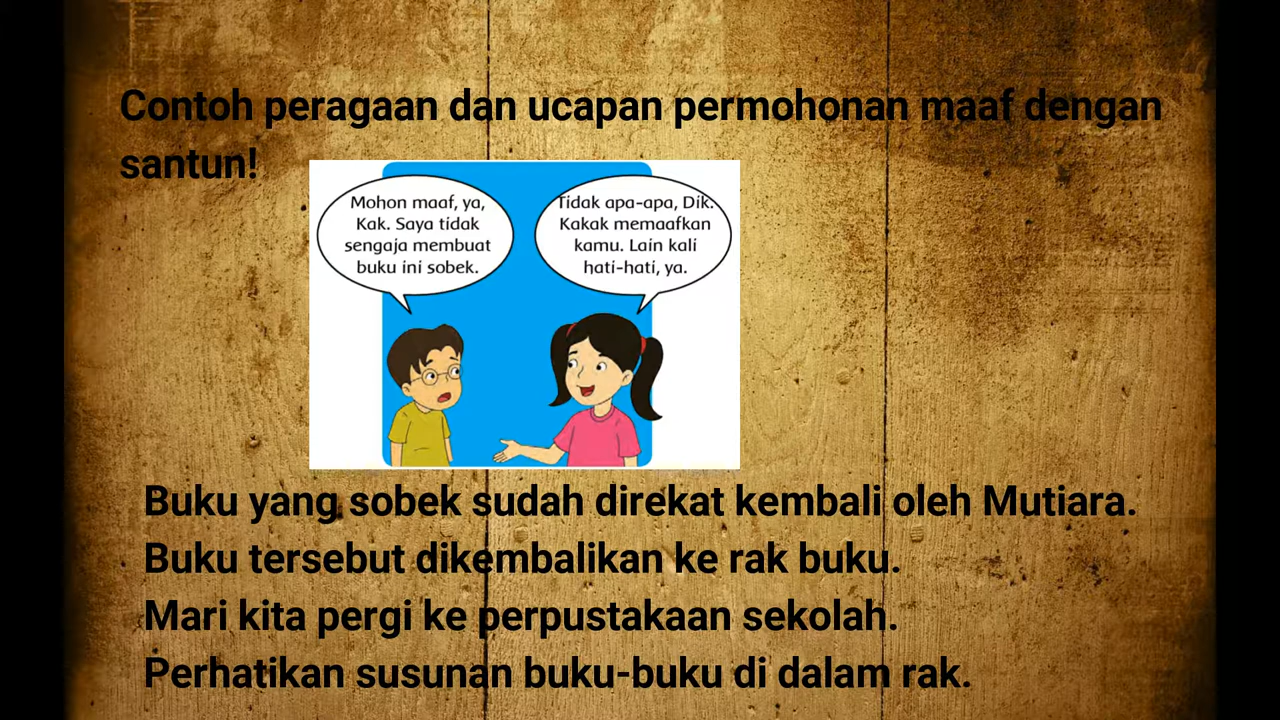 Contoh peragaan dan ucapan permohonan maaf dengan
santun!
Mohon maaf, ya,
Kak. Saya tidak
sengaja membuat
buku ini sobek.
Tidak apa-apa, Dik.
Kakak memaafkan
kamu. Lain kali
hati-hati, ya.
Buku yang sobek sudah direkat kembali oleh Mutiara.
Buku tersebut dikembalikan ke rak buku.
Mari kita pergi ke perpustakaan sekolah.
Perhatikan susunan buku-buku di dalam rak.